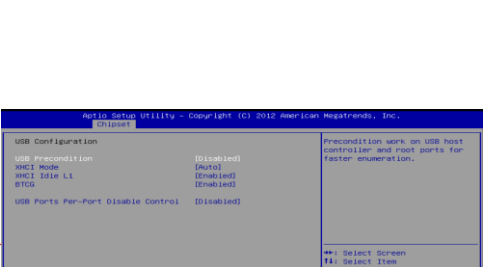 Aptio Setup Utility – Copyright (C) 2012 American Megatrends, Inc.
Chipset
USB Configuration
USB Precondition [Disabled]
XHCI Mode [Auto]
XHCI Idle L1 [Enabled]
BTCG [Enabled]
USB Ports Per-Port Disable Control [Disabled]
Precondition work on USB host
controller and root ports for
faster enumeration.
→←: Select Screen
↑↓: Select Item